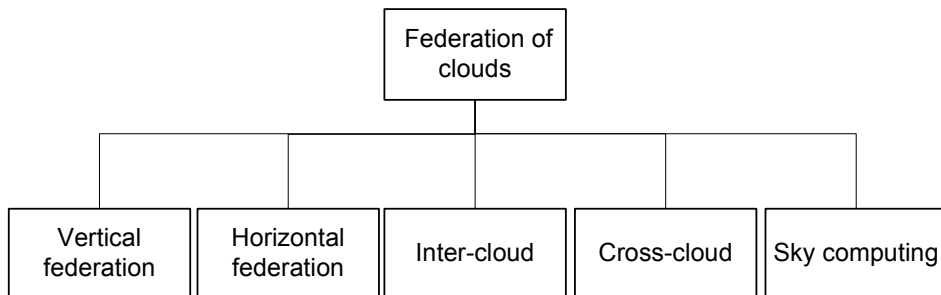 Federation of
clouds
Vertical
federation
Horizontal
federation
Inter-cloud
Cross-cloud
Sky computing